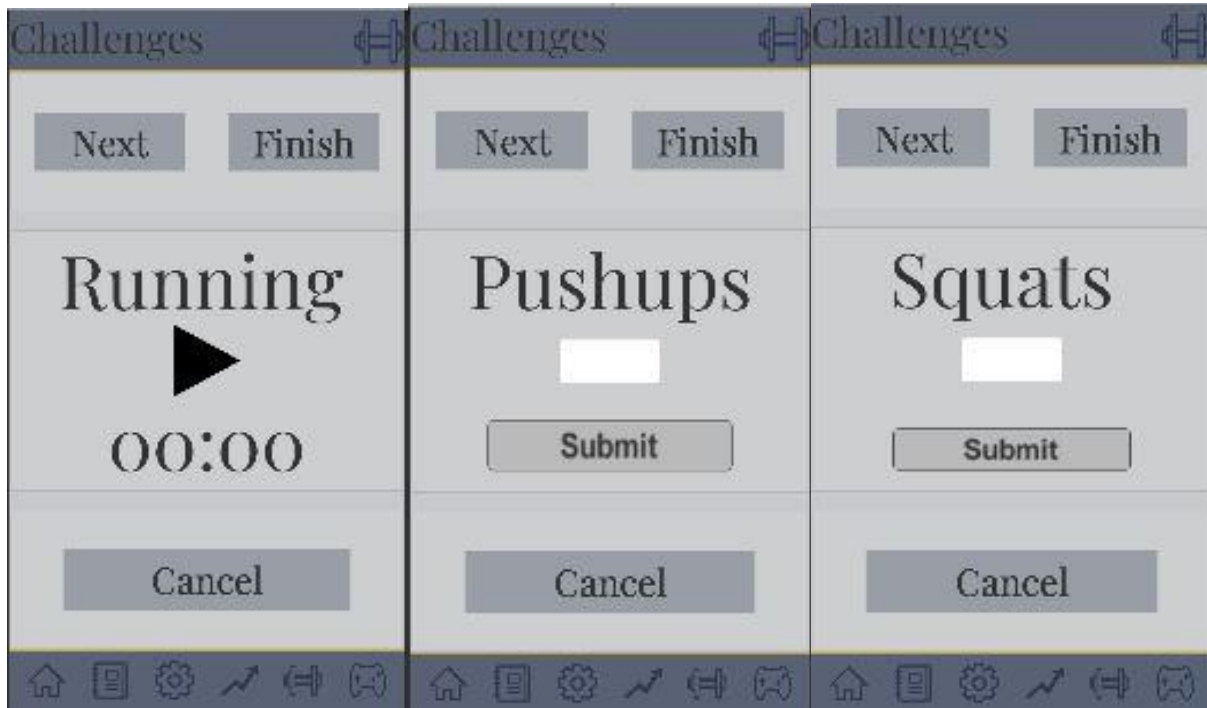 Challenges
Next Finish
Running
00:00
Cancel
Challenges
Next Finish
Pushups
Submit
Cancel
Challenges
Next Finish
Squats
Submit
Cancel